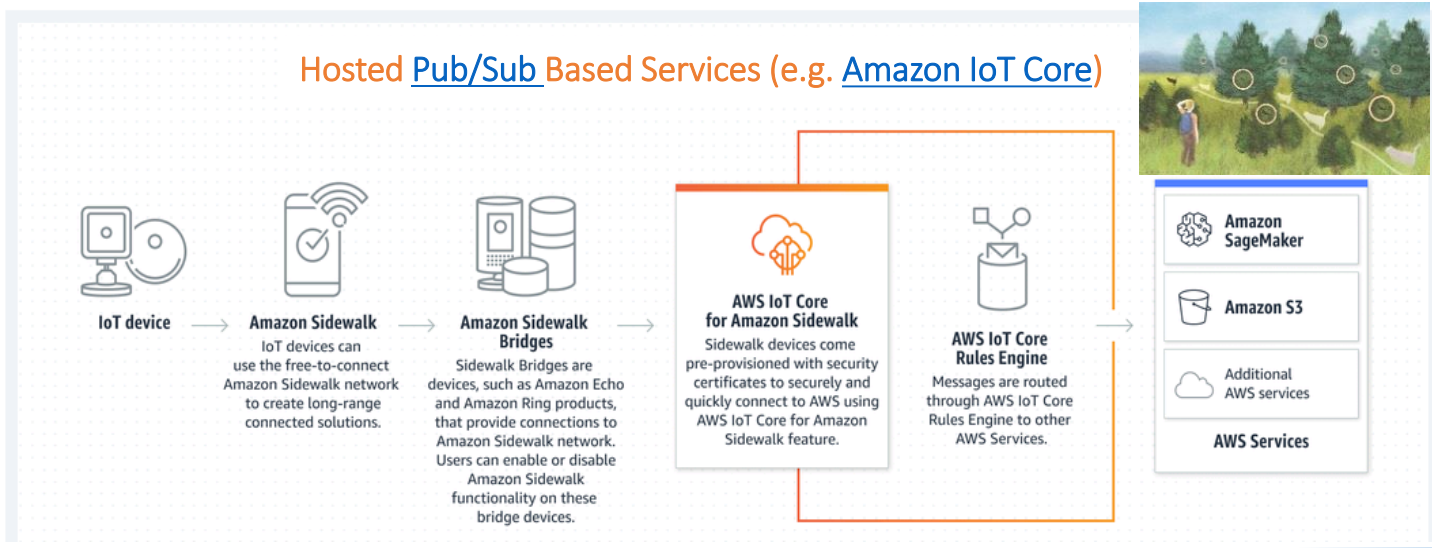 Hosted Pub/Sub Based Services (e.g. Amazon IoT Core)
IoT device
Amazon Sidewalk
IoT devices can
use the free-to-connect
Amazon Sidewalk network
to create long-range
connected solutions.
Amazon Sidewalk
Bridges
Sidewalk Bridges are
devices, such as Amazon Echo
and Amazon Ring products,
that provide connections to
Amazon Sidewalk network.
Users can enable or disable
Amazon Sidewalk
functionality on these
bridge devices.
AWS IoT Core
for Amazon Sidewalk
Sidewalk devices come
pre-provisioned with security
certificates to securely and
quickly connect to AWS using
AWS IoT Core for Amazon
Sidewalk feature.
AWS IoT Core
Rules Engine
Messages are routed
through AWS IoT Core
Rules Engine to other
AWS Services.
Amazon
SageMaker
Amazon S3
Additional
AWS services
AWS Services